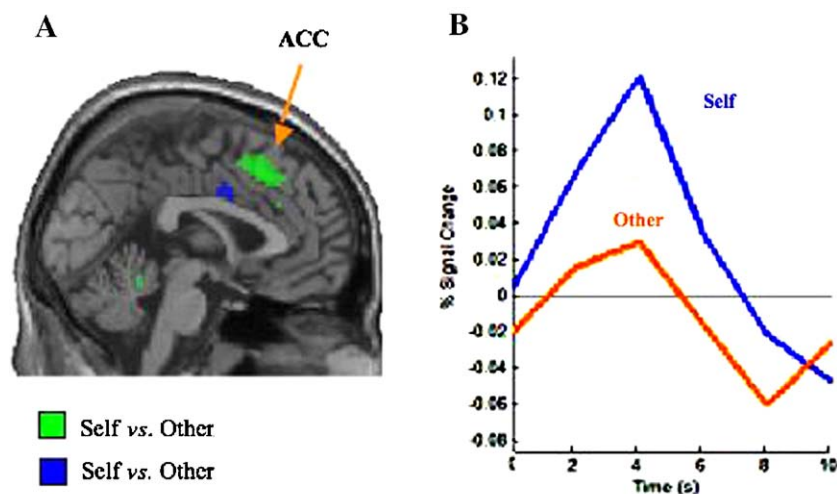 A
ACC
Self vs. Other
Self vs. Other
B
0.12
0.1
0.08
0.06
0.04
0.02
0
-0.02
-0.04
-0.06
-0.08
% Signal Change
Self
Other
0 2 4 6 8 10
Time (s)